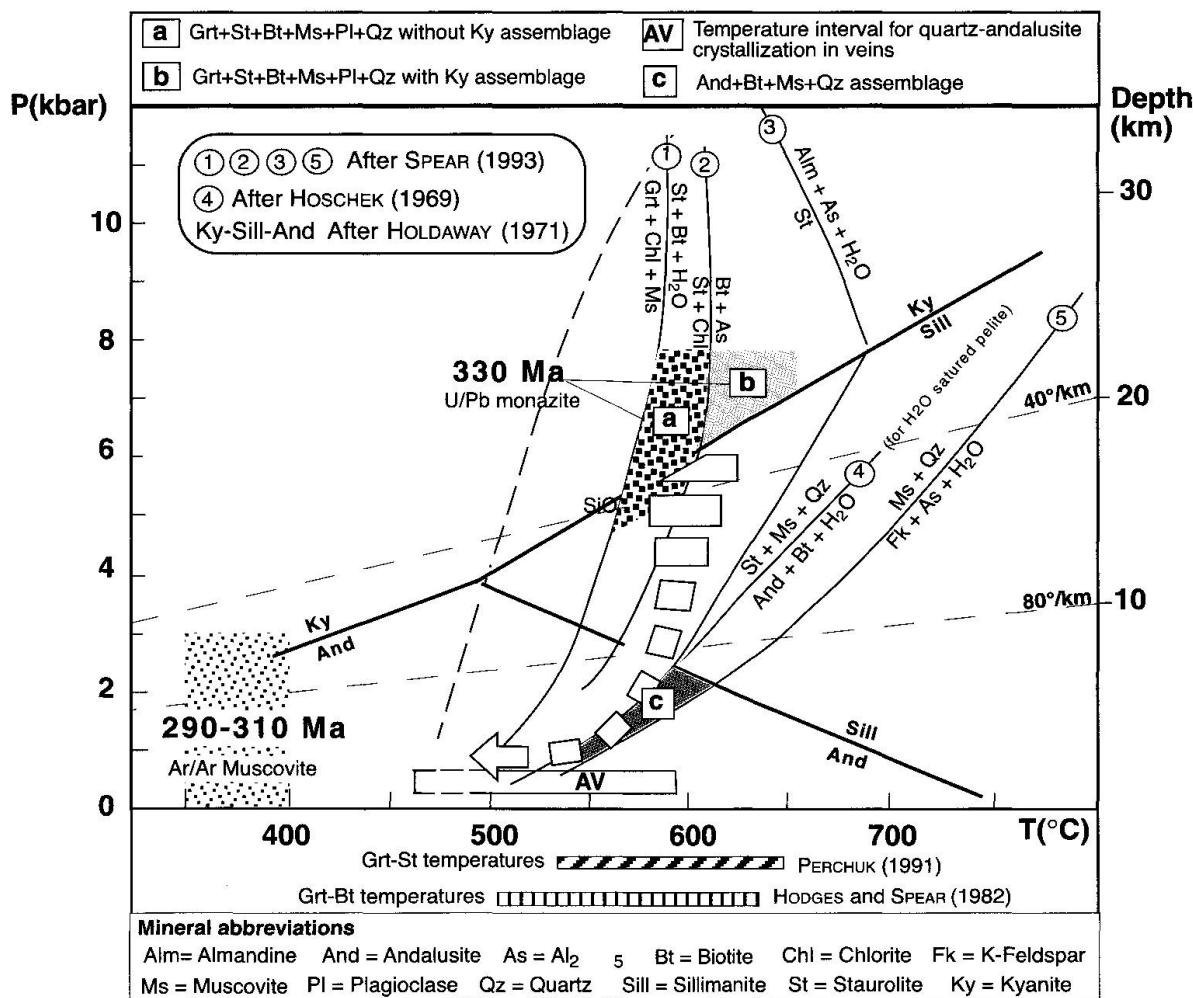 a Grt+St+Bt+Ms+Pl+Qz without Ky assemblage
b Grt+St+Bt+Ms+Pl+Qz with Ky assemblage
AV Temperature interval for quartz-andalusite
crystallization in veins
c And+Bt+Ms+Qz assemblage
P(kbar)
Depth
(km)
1 2 3 5 After SPEAR (1993)
4 After HOSCHEK (1969)
Ky-Sill-And After HOLDAWAY (1971)
1
2
3
Grt + Chl + Ms
St + Bt + H2O
St + Chl
Bt + As
Alm + As + H2O
St
Ky
Sill
5
(for H2O satured pelite)
4
St + Ms + Qz
And + Bt + H2O
Ms + Qz
Fk + As + H2O
40°/km
80°/km
330 Ma
U/Pb monazite
a
b
SiO
Ky
And
290-310 Ma
Ar/Ar Muscovite
c
Sill
And
AV
10
8
6
4
2
0
30
20
10
400
500
600
700
T(°C)
Grt-St temperatures
PERCHUK (1991)
Grt-Bt temperatures
HODGES and SPEAR (1982)
Mineral abbreviations
Alm= Almandine And = Andalusite As = Al2 5 Bt = Biotite Chl = Chlorite Fk = K-Feldspar
Ms = Muscovite Pl = Plagioclase Qz = Quartz Sill = Sillimanite St = Staurolite Ky = Kyanite